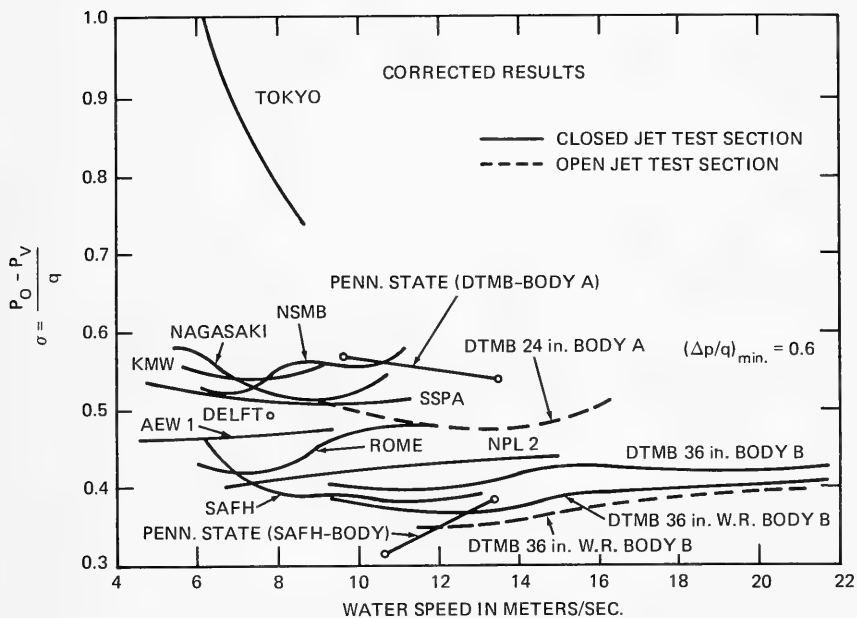 1.0
0.9
0.8
0.7
0.6
0.5
0.4
0.3
σ = P_O - P_V / q
CORRECTED RESULTS
TOKYO
CLOSED JET TEST SECTION
OPEN JET TEST SECTION
PENN. STATE (DTMB-BODY A)
NSMB
NAGASAKI
DTMB 24 in. BODY A
(Δp/q)min. = 0.6
KMW
SSPA
DELFT
AEW 1
ROME
NPL 2
DTMB 36 in. BODY B
SAFH
DTMB 36 in. W.R. BODY B
PENN. STATE (SAFH-BODY)
DTMB 36 in. W.R. BODY B
4 6 8 10 12 14 16 18 20 22
WATER SPEED IN METERS/SEC.